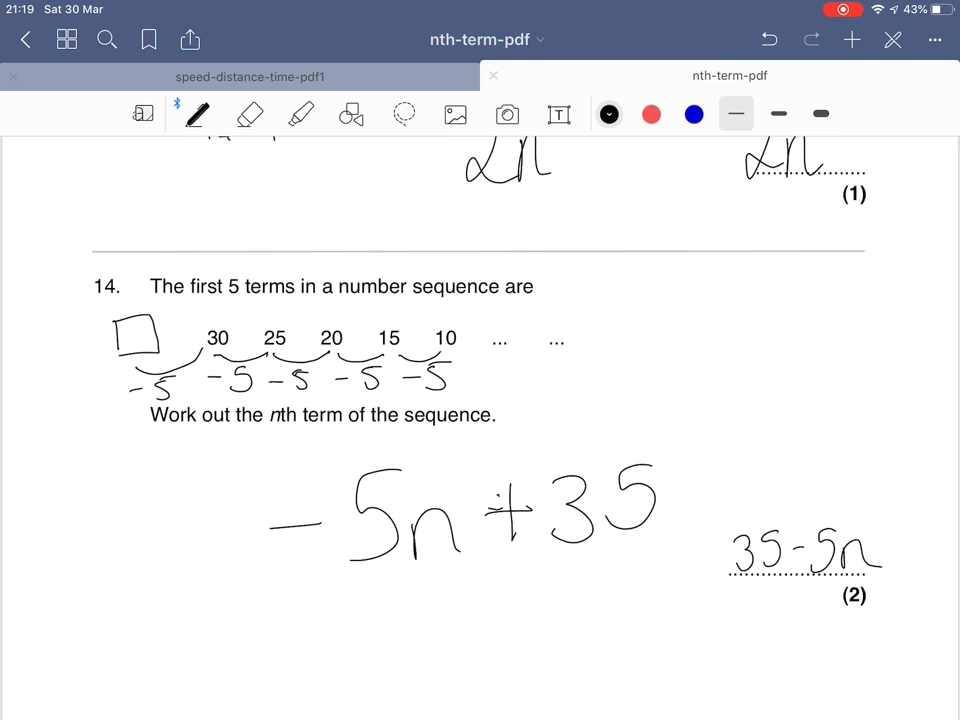 21:19 Sat 30 Mar 43%
nth-term-pdf
speed-distance-time-pdf1 nth-term-pdf
T
2n 2n
(1)
14. The first 5 terms in a number sequence are
30 25 20 15 10 ... ...
-5 -5 -5 -5 -5
Work out the nth term of the sequence.
-5n + 35
35-5n
(2)